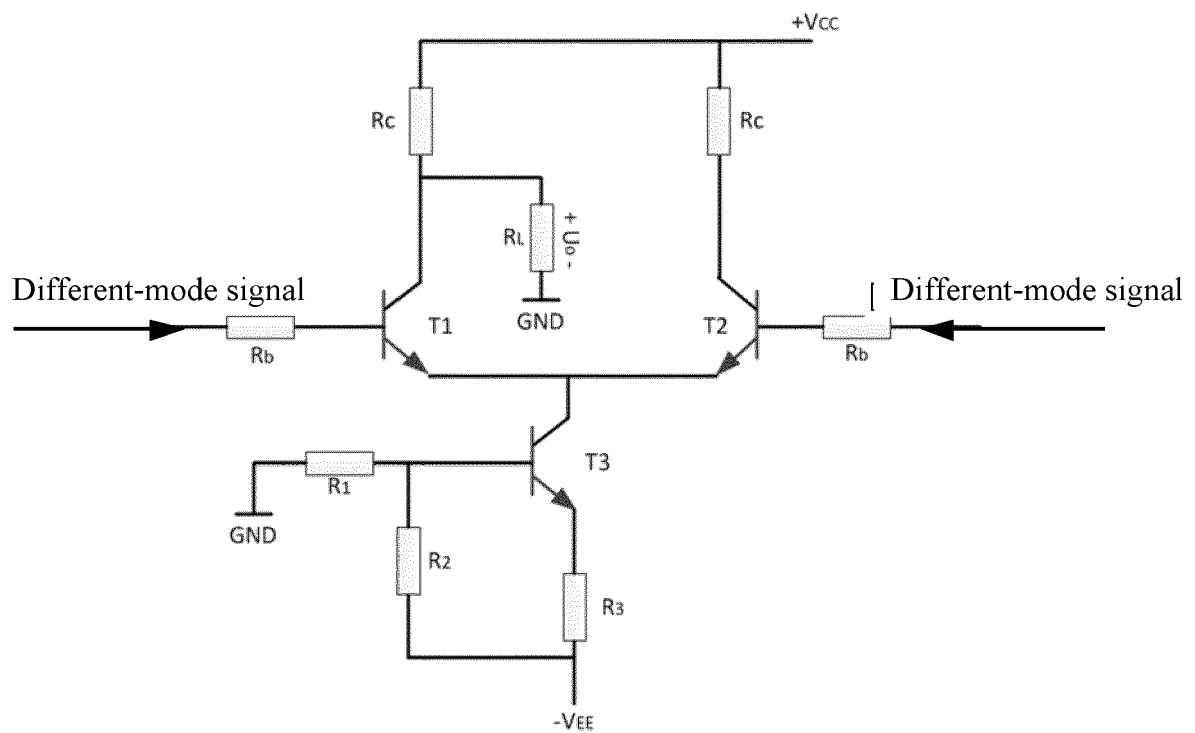 +VCC
RC
RC
RL
+ Uo -
Different-mode signal
Different-mode signal
GND
T1
T2
Rb
Rb
T3
R1
GND
R2
R3
-VEE